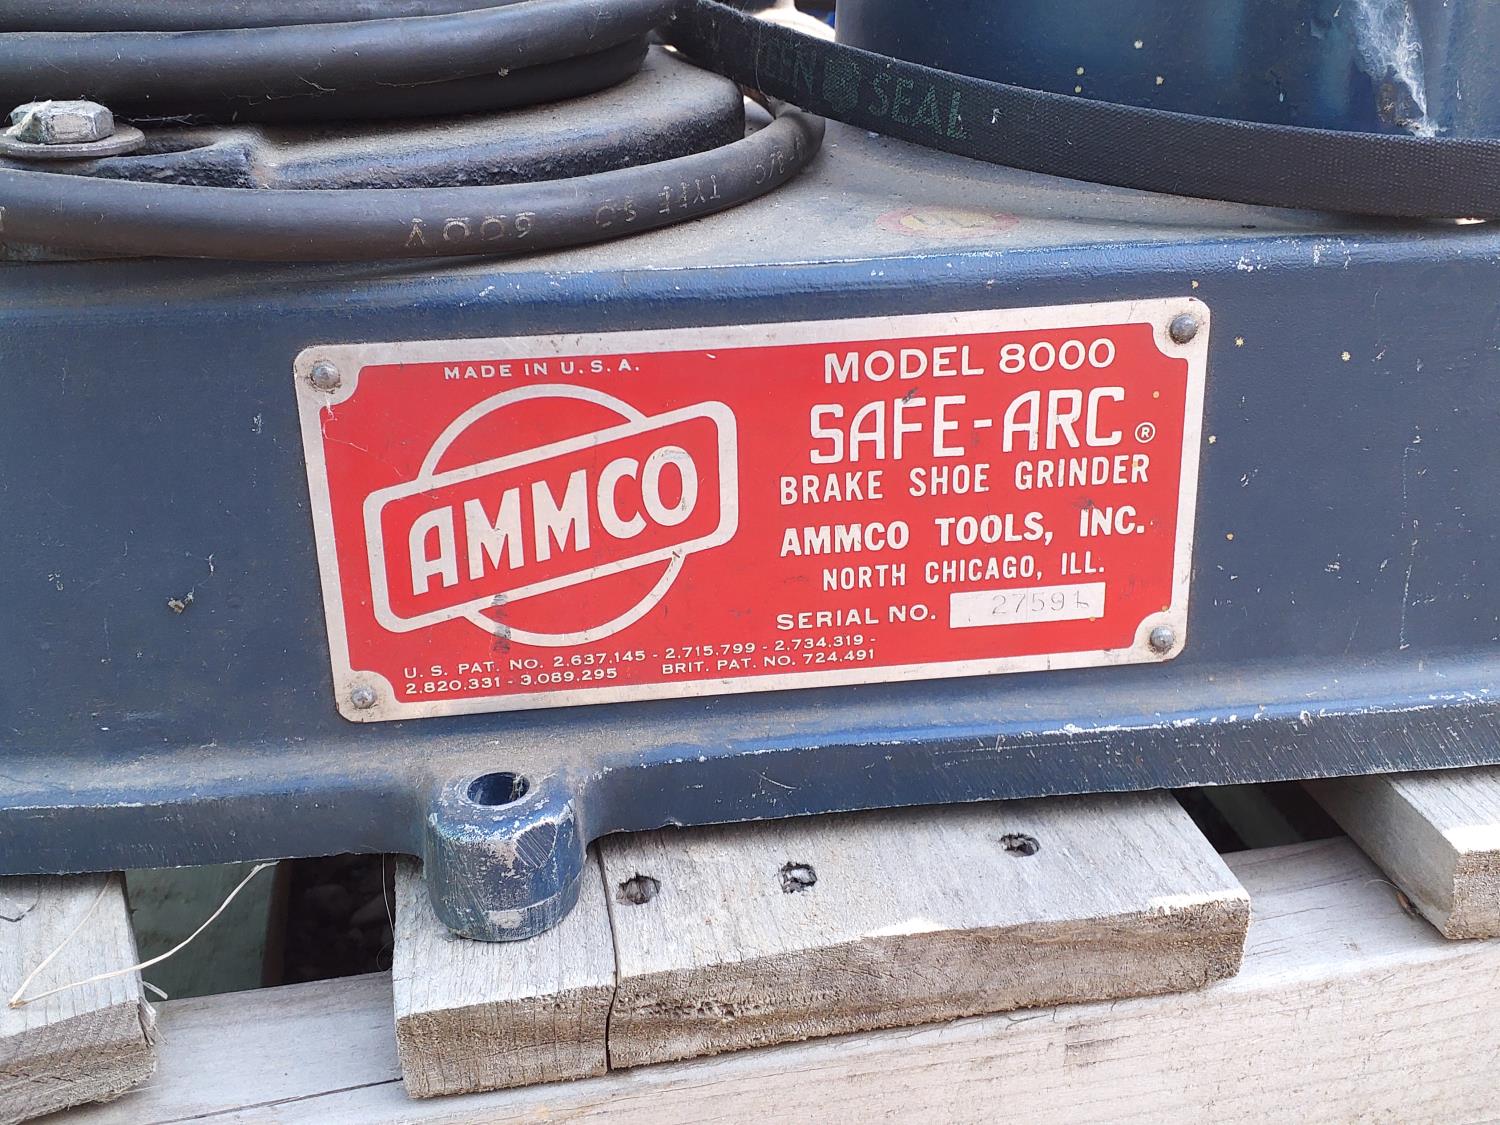 SEAL
600V SO TYPE
MADE IN U.S.A.
AMMCO
MODEL 8000
SAFE-ARC ®
BRAKE SHOE GRINDER
AMMCO TOOLS, INC.
NORTH CHICAGO, ILL.
SERIAL NO.
U.S. PAT. NO. 2,637,145 - 2,715,799 - 2,734,319 -
2,820,331 - 3,089,295 BRIT. PAT. NO. 724,491